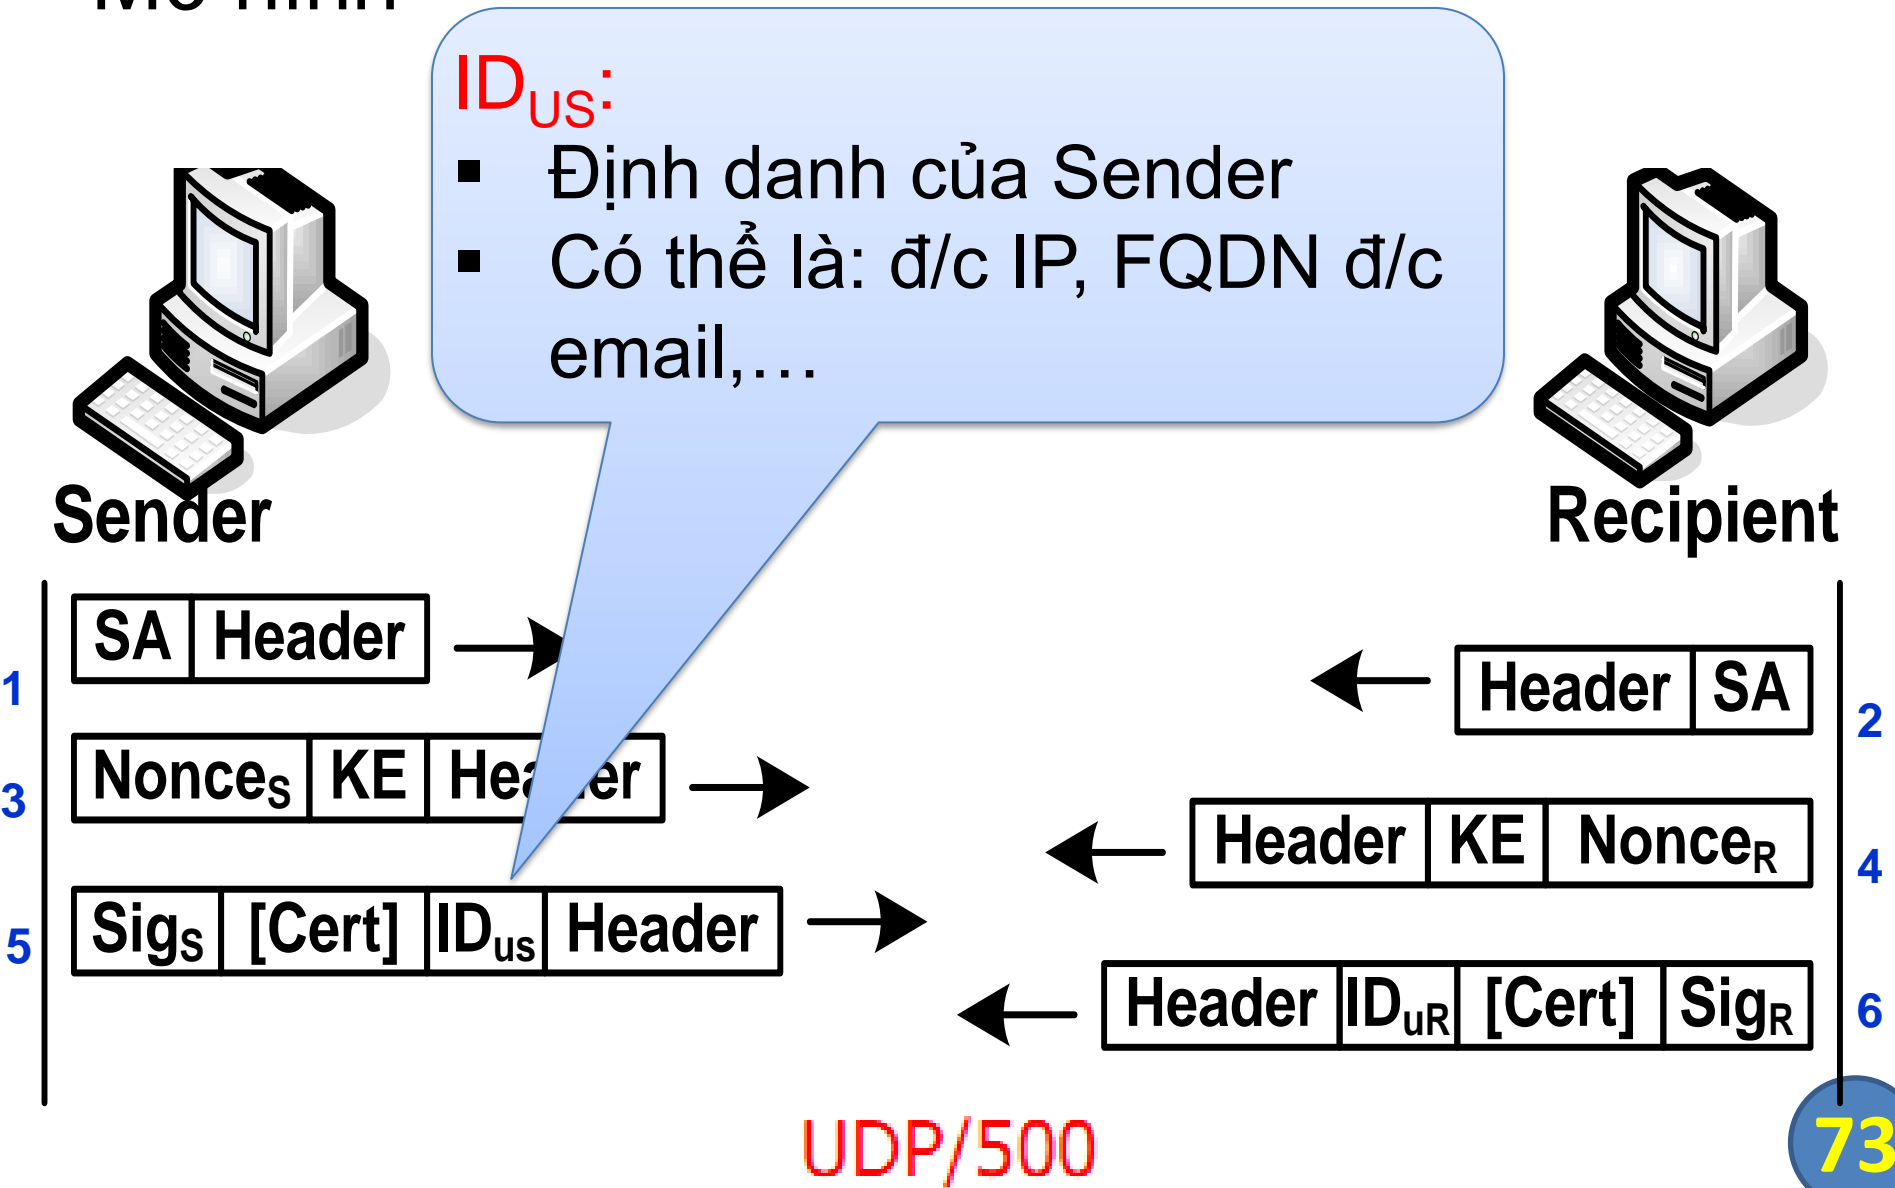 Mô hình
ID_US:
▪ Định danh của Sender
▪ Có thể là: đ/c IP, FQDN đ/c
email,…
Sender
Recipient
1
SA Header
Header SA
2
3
Nonce_S KE Header
Header KE Nonce_R
4
5
Sig_S [Cert] ID_us Header
Header ID_uR [Cert] Sig_R
6
UDP/500
73